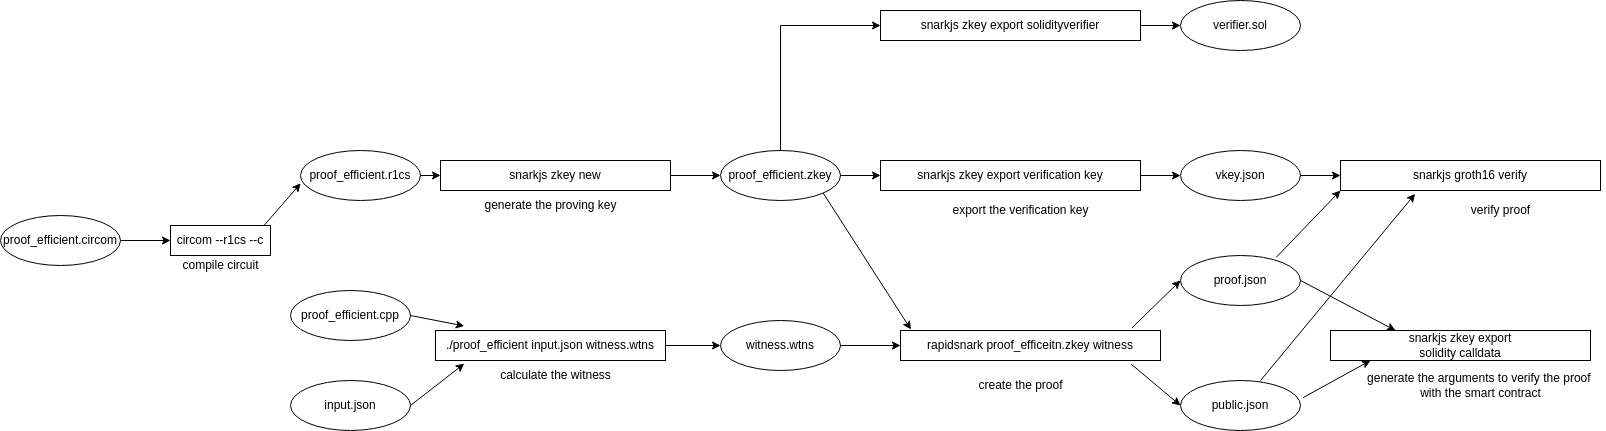 snarkjs zkey export solidityverifier
verifier.sol
proof_efficient.r1cs
snarkjs zkey new
proof_efficient.zkey
snarkjs zkey export verification key
vkey.json
snarkjs groth16 verify
generate the proving key
export the verification key
verify proof
proof_efficient.circom
circom --r1cs --c
compile circuit
proof.json
proof_efficient.cpp
./proof_efficient input.json witness.wtns
witness.wtns
rapidsnark proof_efficeitn.zkey witness
snarkjs zkey export
solidity calldata
calculate the witness
create the proof
generate the arguments to verify the proof
with the smart contract
input.json
public.json